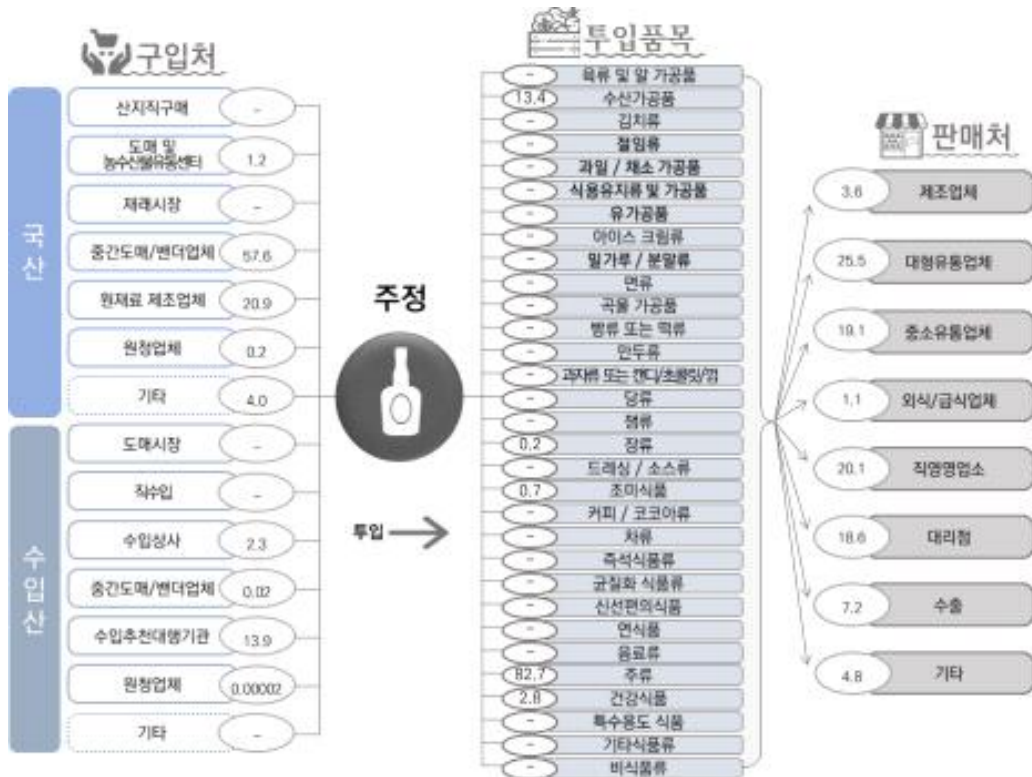 구입처
국산
산지직구매 -
도매 및
농수산물유통센터 1.2
재래시장 -
중간도매/밴더업체 57.6
원재료 제조업체 20.9
원청업체 0.2
기타 4.0
수입산
도매시장 -
직수입 -
수입상사 2.3
중간도매/밴더업체 0.02
수입추천대행기관 13.9
원청업체 0.00002
기타 -
주정
투입
투입품목
- 육류 및 알 가공품
13.4 수산가공품
- 김치류
- 절임류
- 과일 / 채소 가공품
- 식용유지류 및 가공품
- 유가공품
- 아이스 크림류
- 밀가루 / 분말류
- 면류
- 곡물 가공품
- 빵류 또는 떡류
- 만두류
- 과자류 또는 캔디/초콜릿/껌
- 당류
- 잼류
0.2 장류
- 드레싱 / 소스류
0.7 조미식품
- 커피 / 코코아류
- 차류
- 즉석식품류
- 균질화 식품류
- 신선편의식품
- 연식품
- 음료류
82.7 주류
2.8 건강식품
- 특수용도 식품
- 기타식품류
- 비식품류
판매처
3.6 제조업체
25.5 대형유통업체
19.1 중소유통업체
1.1 외식/급식업체
20.1 직영영업소
18.6 대리점
7.2 수출
4.8 기타